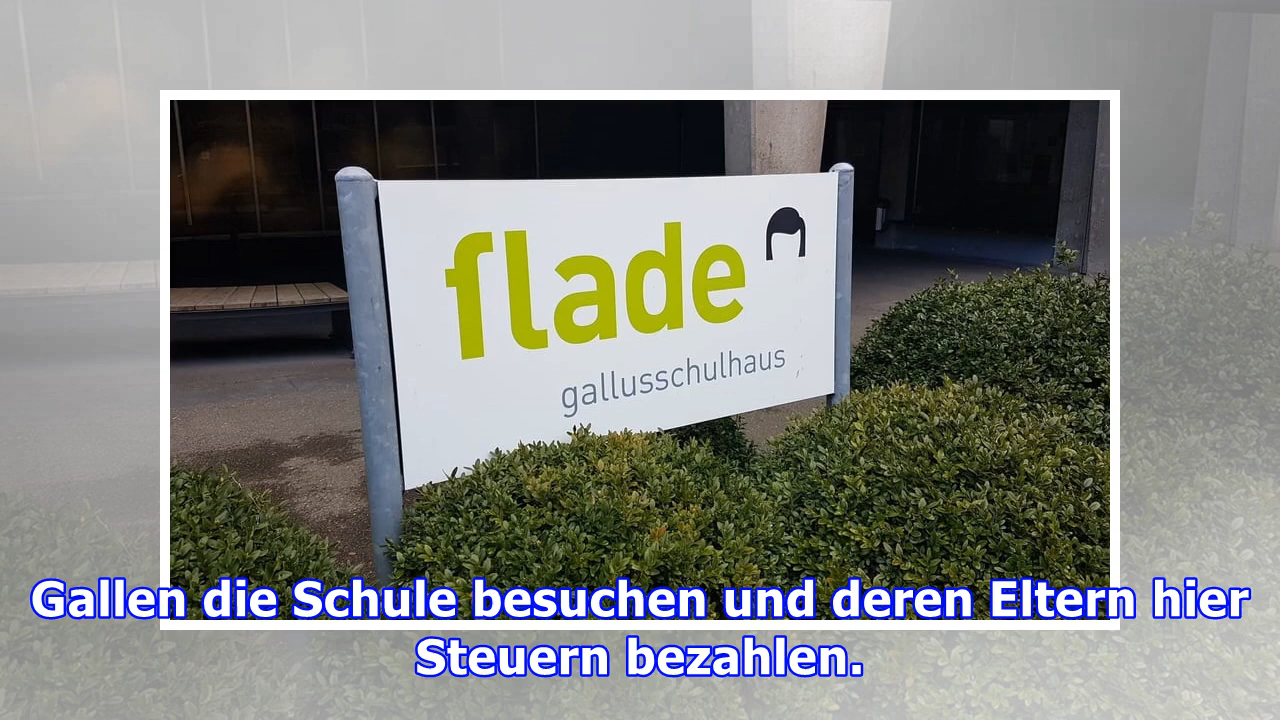 flade
gallusschulhaus
Gallen die Schule besuchen und deren Eltern hier
Steuern bezahlen.